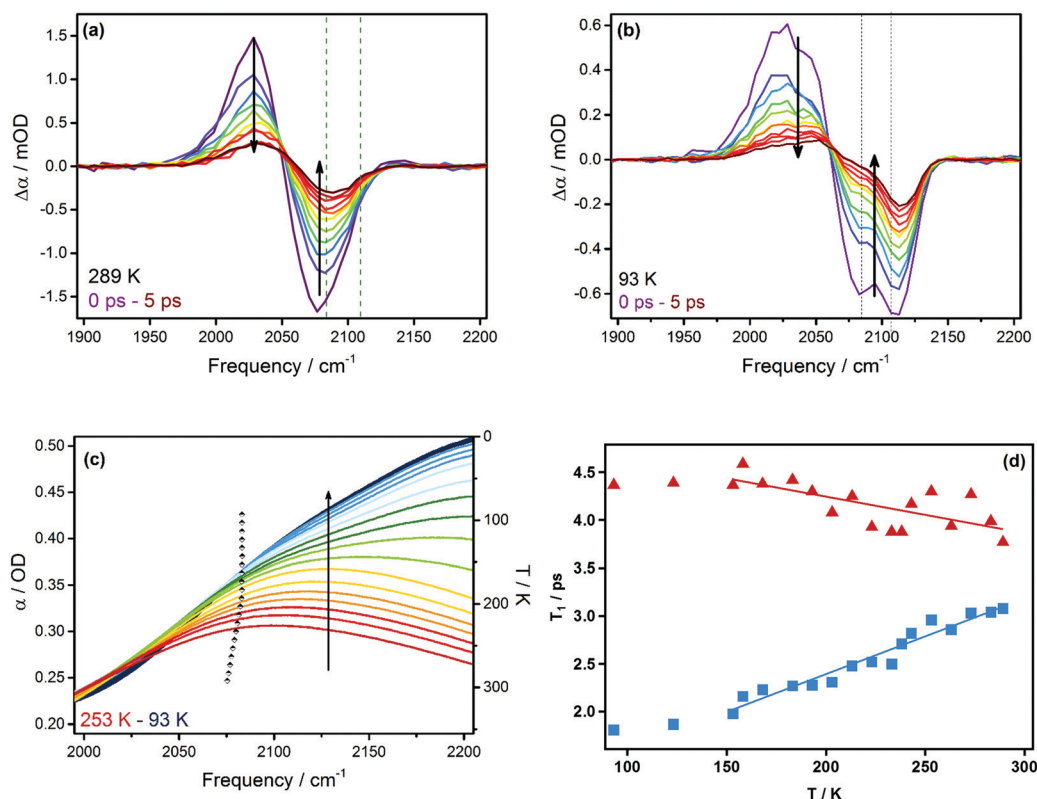 (a)
Δα / mOD
1.5
1.0
0.5
0.0
-0.5
-1.0
-1.5
289 K
0 ps - 5 ps
1900 1950 2000 2050 2100 2150 2200
Frequency / cm⁻¹
(b)
Δα / mOD
0.6
0.4
0.2
0.0
-0.2
-0.4
-0.6
93 K
0 ps - 5 ps
1900 1950 2000 2050 2100 2150 2200
Frequency / cm⁻¹
(c)
α / OD
0.50
0.45
0.40
0.35
0.30
0.25
0.20
0
100
200
300
T / K
253 K - 93 K
2000 2050 2100 2150 2200
Frequency / cm⁻¹
(d)
T₁ / ps
4.5
4.0
3.5
3.0
2.5
2.0
100 150 200 250 300
T / K